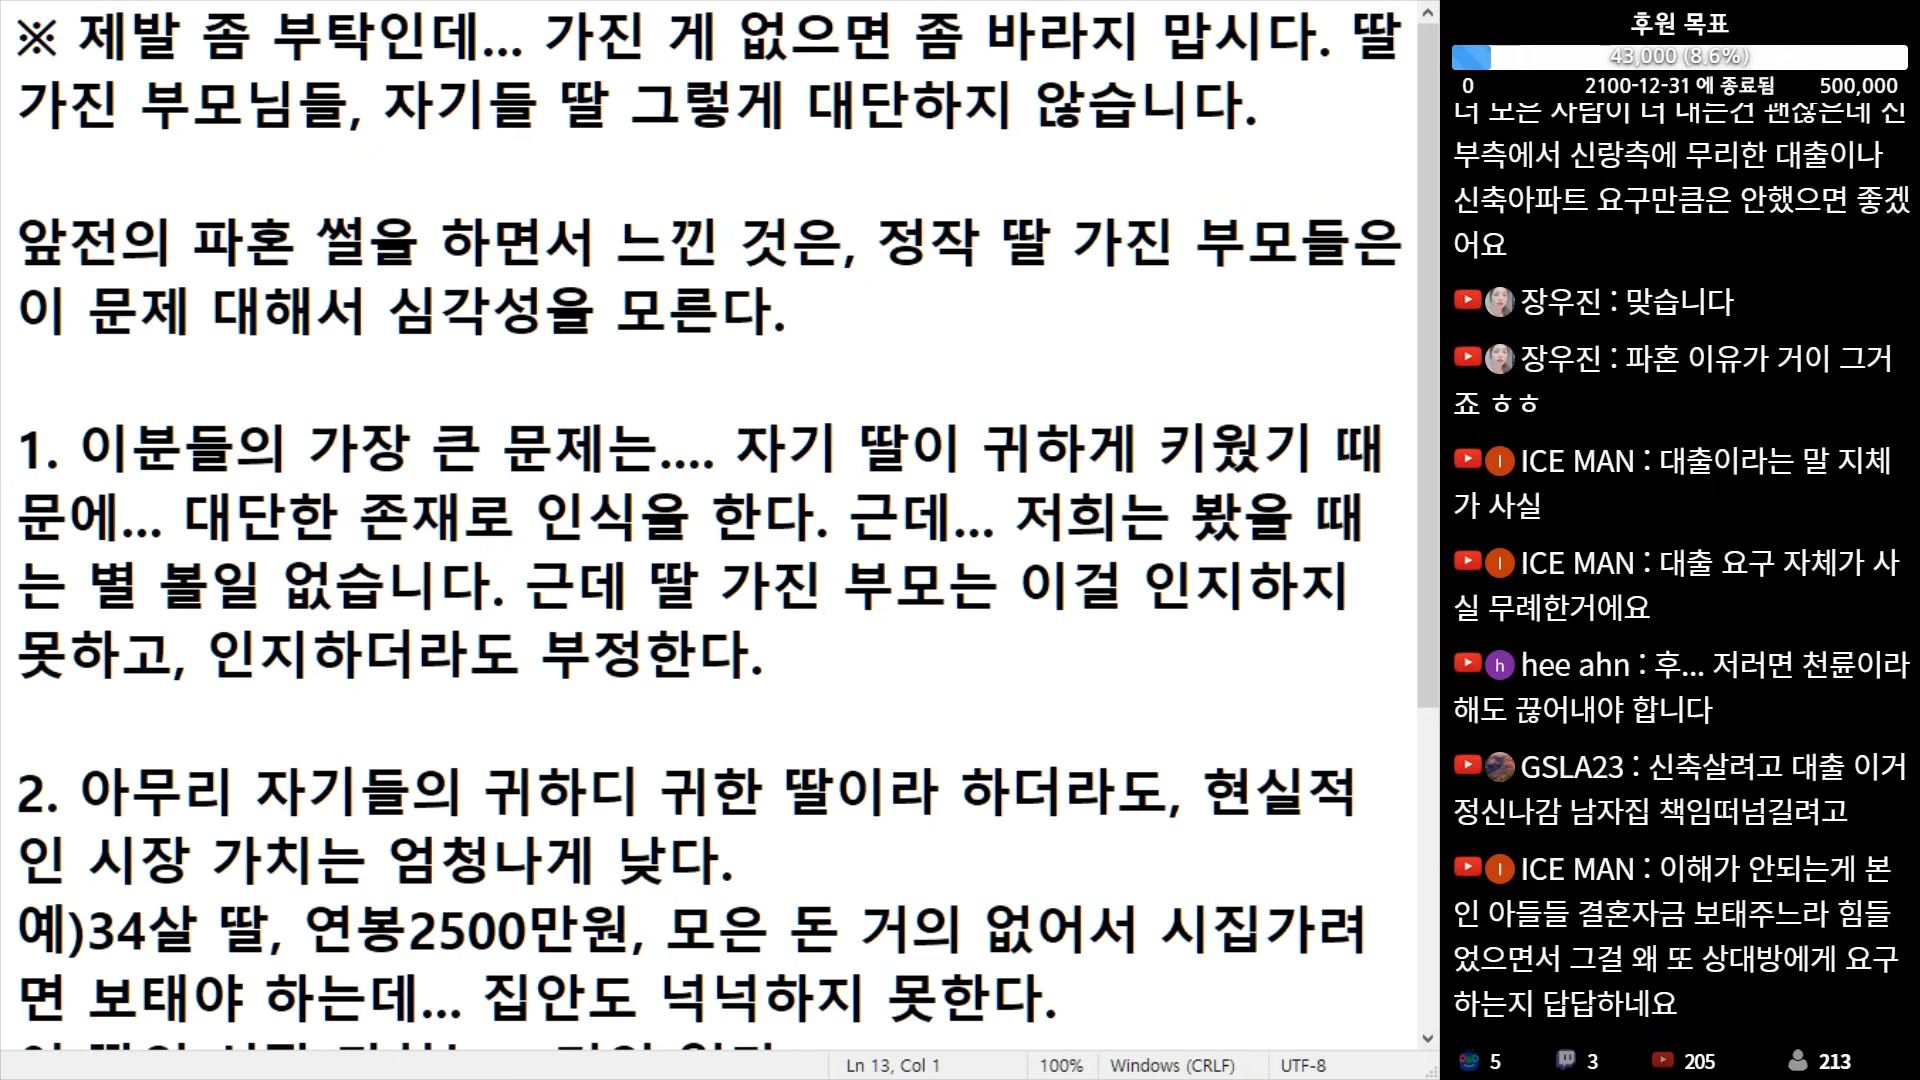 ※ 제발 좀 부탁인데... 가진 게 없으면 좀 바라지 맙시다. 딸
가진 부모님들, 자기들 딸 그렇게 대단하지 않습니다.
앞전의 파혼 썰을 하면서 느낀 것은, 정작 딸 가진 부모들은
이 문제 대해서 심각성을 모른다.
1. 이분들의 가장 큰 문제는.... 자기 딸이 귀하게 키웠기 때
문에... 대단한 존재로 인식을 한다. 근데... 저희는 봤을 때
는 별 볼일 없습니다. 근데 딸 가진 부모는 이걸 인지하지
못하고, 인지하더라도 부정한다.
2. 아무리 자기들의 귀하디 귀한 딸이라 하더라도, 현실적
인 시장 가치는 엄청나게 낮다.
예)34살 딸, 연봉2500만원, 모은 돈 거의 없어서 시집가려
면 보태야 하는데... 집안도 넉넉하지 못한다.
Ln 13, Col 1
100%
Windows (CRLF)
UTF-8
후원 목표
43,000 (8.6%)
0
2100-12-31 에 종료됨
500,000
더 모은 사람이 더 내는건 괜찮은데 신
부측에서 신랑측에 무리한 대출이나
신축아파트 요구만큼은 안했으면 좋겠
어요
장우진 : 맞습니다
장우진 : 파혼 이유가 거이 그거
죠 ㅎㅎ
ICE MAN : 대출이라는 말 지체
가 사실
ICE MAN : 대출 요구 자체가 사
실 무례한거에요
h hee ahn : 후... 저러면 천륜이라
해도 끊어내야 합니다
GSLA23 : 신축살려고 대출 이거
정신나감 남자집 책임떠넘길려고
ICE MAN : 이해가 안되는게 본
인 아들들 결혼자금 보태주느라 힘들
었으면서 그걸 왜 또 상대방에게 요구
하는지 답답하네요
5
3
205
213